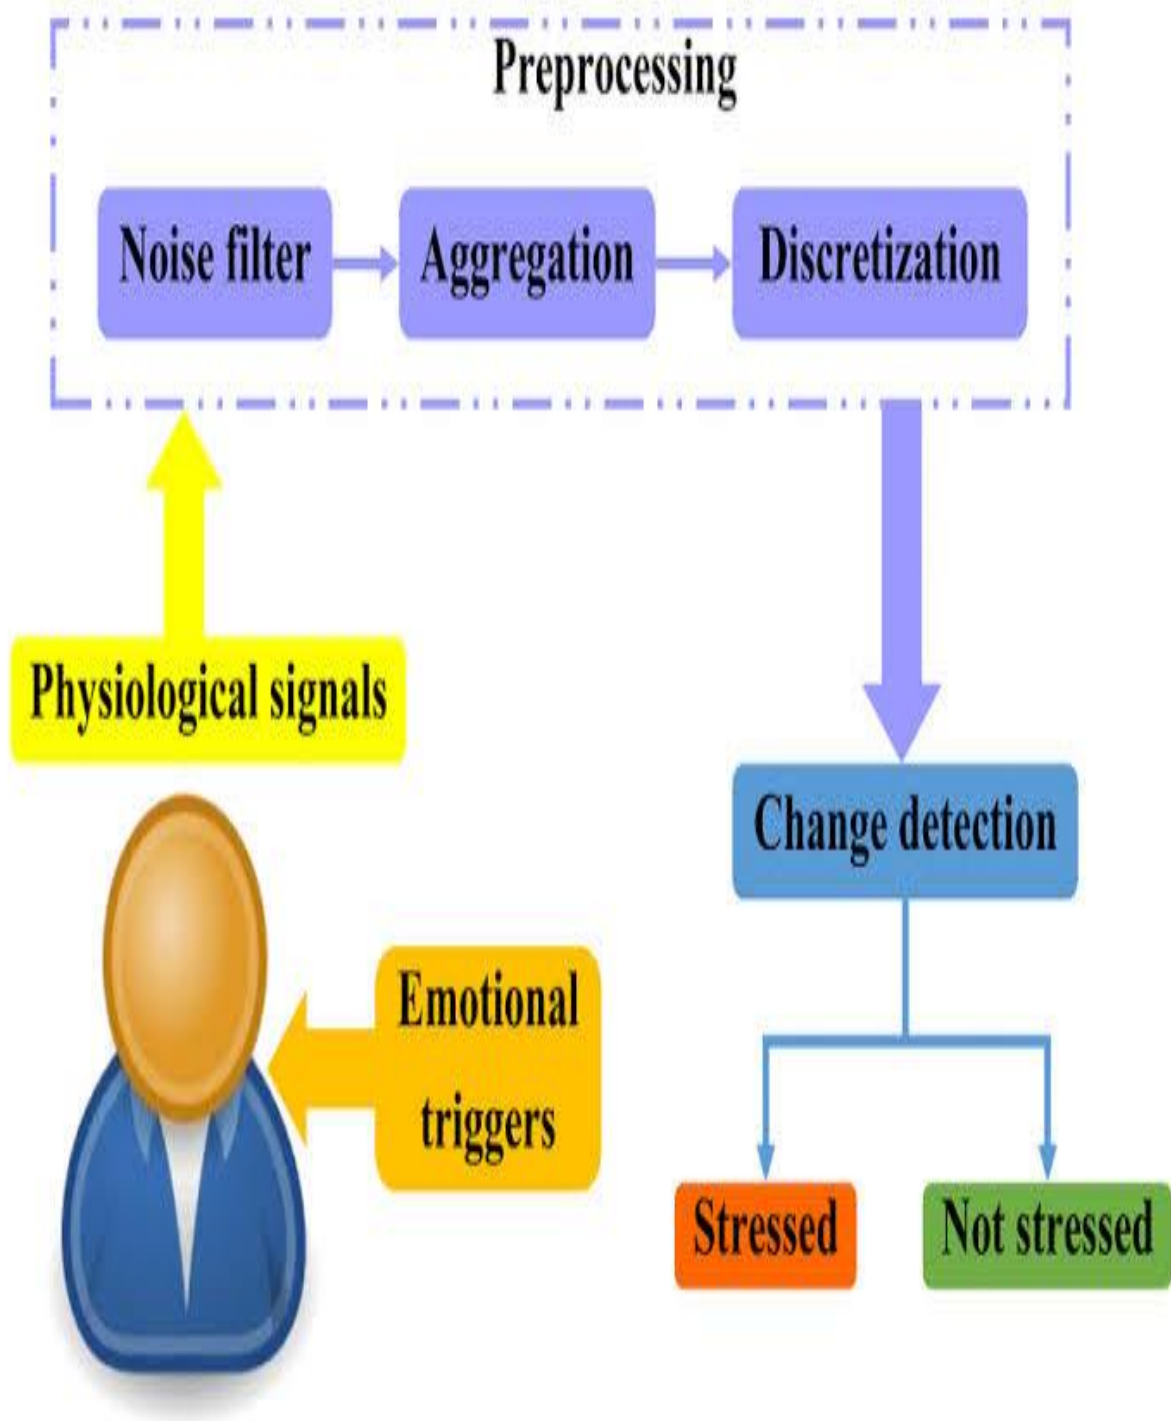 Preprocessing
Noise filter
Aggregation
Discretization
Physiological signals
Change detection
Emotional
triggers
Stressed
Not stressed